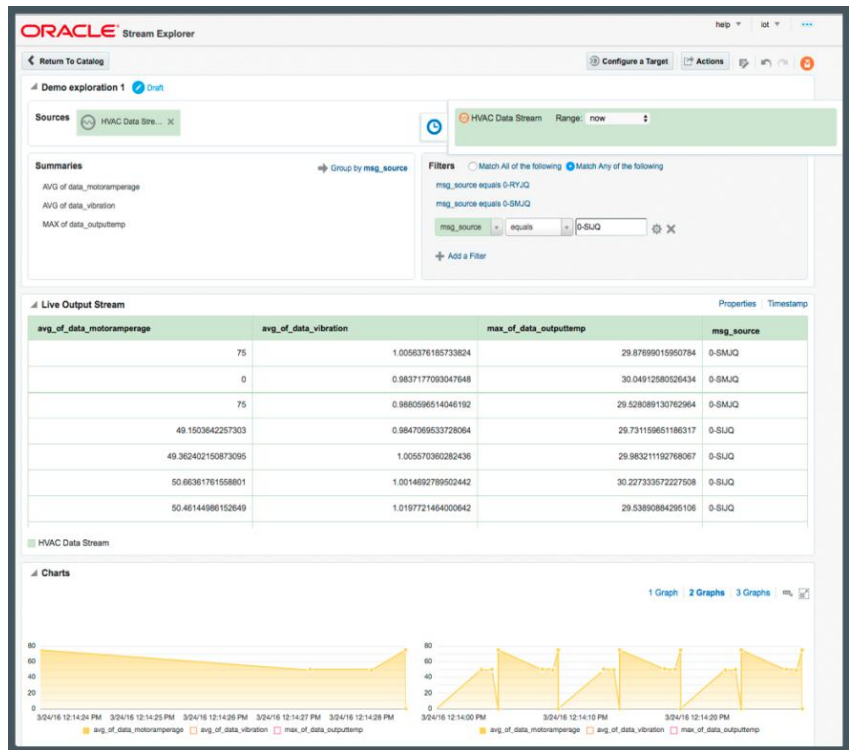 ORACLE Stream Explorer
help iot
Return To Catalog
Configure a Target Actions
Demo exploration 1 Draft
Sources HVAC Data Stre...
HVAC Data Stream Range: now
Summaries Group by msg_source
AVG of data_motoramperage
AVG of data_vibration
MAX of data_outputtemp
Filters Match All of the following Match Any of the following
msg_source equals 0-RYJQ
msg_source equals 0-SMJQ
msg_source equals 0-SIJQ
Add a Filter
Live Output Stream Properties Timestamp
avg_of_data_motoramperage avg_of_data_vibration max_of_data_outputtemp msg_source
75 1.0056376185733824 29.87699015950784 0-SMJQ
0 0.9837177093047648 30.04912580526434 0-SMJQ
75 0.9880596514046192 29.528089130762964 0-SMJQ
49.1503642257303 0.9847069533728064 29.731159651186317 0-SIJQ
49.362402150873095 1.005570360282436 29.983211192768067 0-SIJQ
50.66361761558801 1.0014692789502442 30.227333572227508 0-SIJQ
50.46144986152649 1.0197721464000642 29.53890884295106 0-SIJQ
HVAC Data Stream
Charts
1 Graph 2 Graphs 3 Graphs
80
60
40
20
0
3/24/16 12:14:24 PM 3/24/16 12:14:25 PM 3/24/16 12:14:26 PM 3/24/16 12:14:27 PM 3/24/16 12:14:28 PM
avg_of_data_motoramperage avg_of_data_vibration max_of_data_outputtemp
80
60
40
20
0
3/24/16 12:14:00 PM 3/24/16 12:14:10 PM 3/24/16 12:14:20 PM
avg_of_data_motoramperage avg_of_data_vibration max_of_data_outputtemp